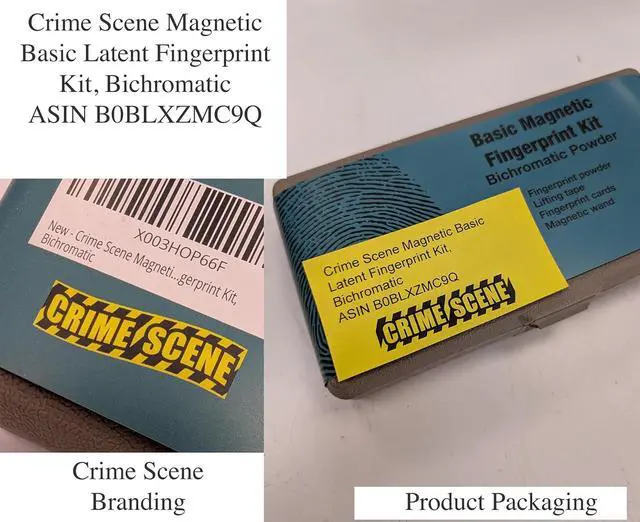 Crime Scene Magnetic
Basic Latent Fingerprint
Kit, Bichromatic
ASIN B0BLXZMC9Q
X003HOP66F
New - Crime Scene Magneti...gerprint Kit,
Bichromatic
CRIME SCENE
Crime Scene
Branding
Basic Magnetic
Fingerprint Kit
Bichromatic Powder
Fingerprint powder
Lifting tape
Fingerprint cards
Magnetic wand
Crime Scene Magnetic Basic
Latent Fingerprint Kit,
Bichromatic
ASIN B0BLXZMC9Q
CRIME SCENE
Product Packaging